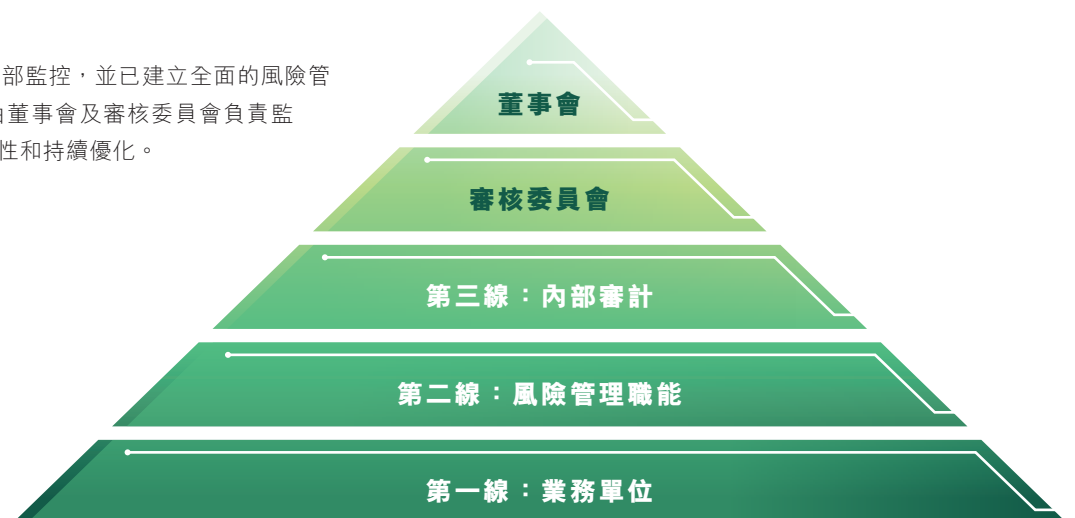 部監控，並已建立全面的風險管
董事會及審核委員會負責監
性和持續優化。
董事會
審核委員會
第三線：內部審計
第二線：風險管理職能
第一線：業務單位